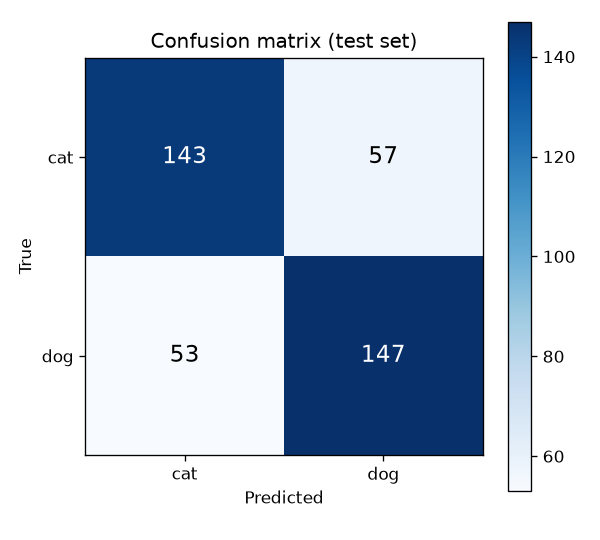 Confusion matrix (test set)
cat
143
57
True
dog
53
147
cat
dog
Predicted
140
120
100
80
60